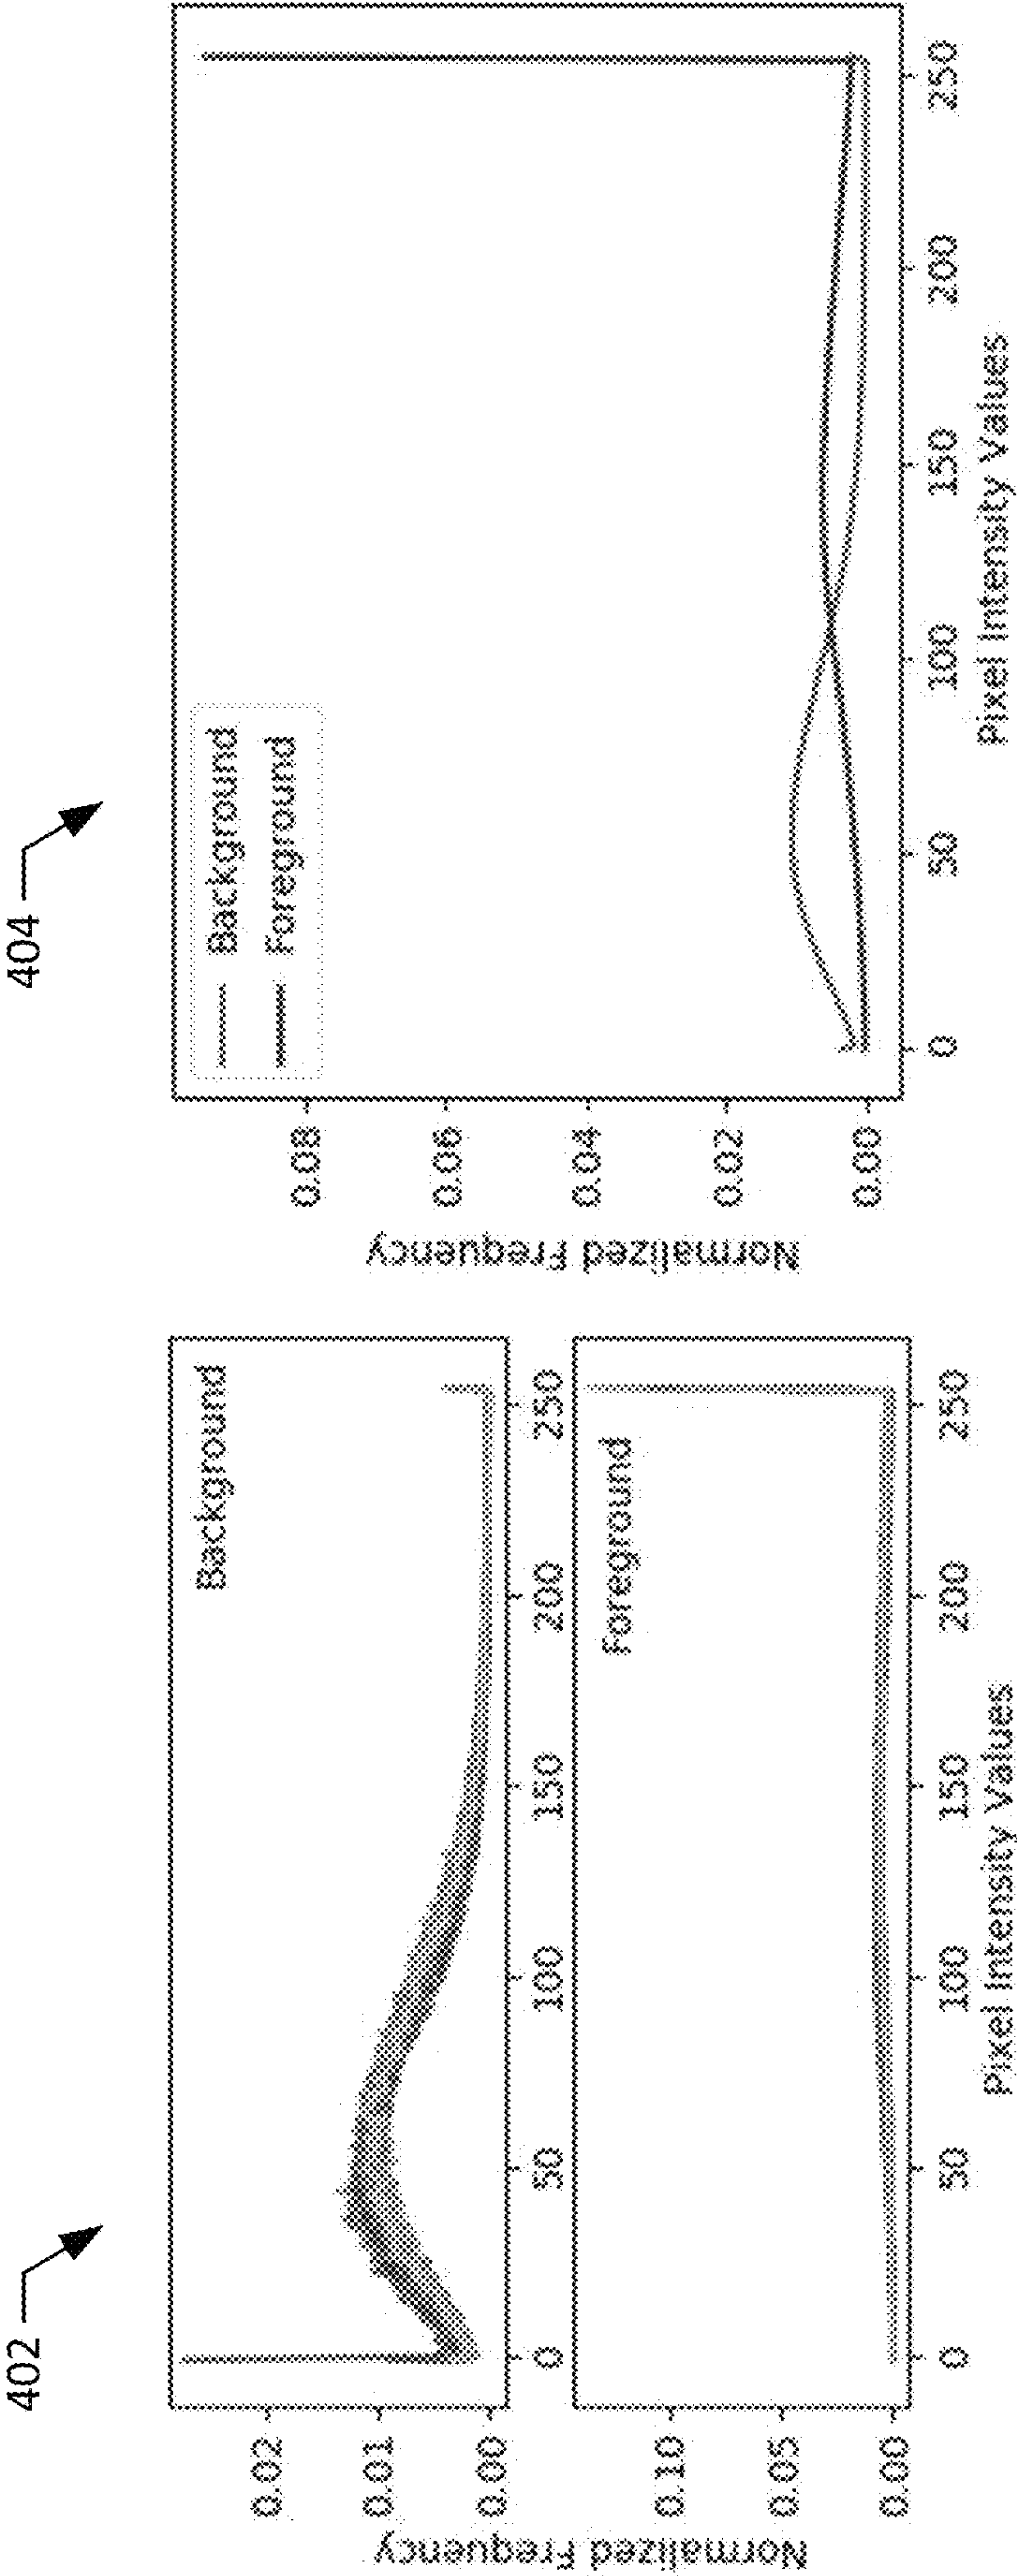 402
Background
0.02
0.01
0.00
0 50 100 150 200 250
Foreground
0.10
0.05
0.00
0 50 100 150 200 250
Normalized Frequency
Pixel Intensity Values
404
Background
Foreground
0.08
0.06
0.04
0.02
0.00
0 50 100 150 200 250
Normalized Frequency
Pixel Intensity Values